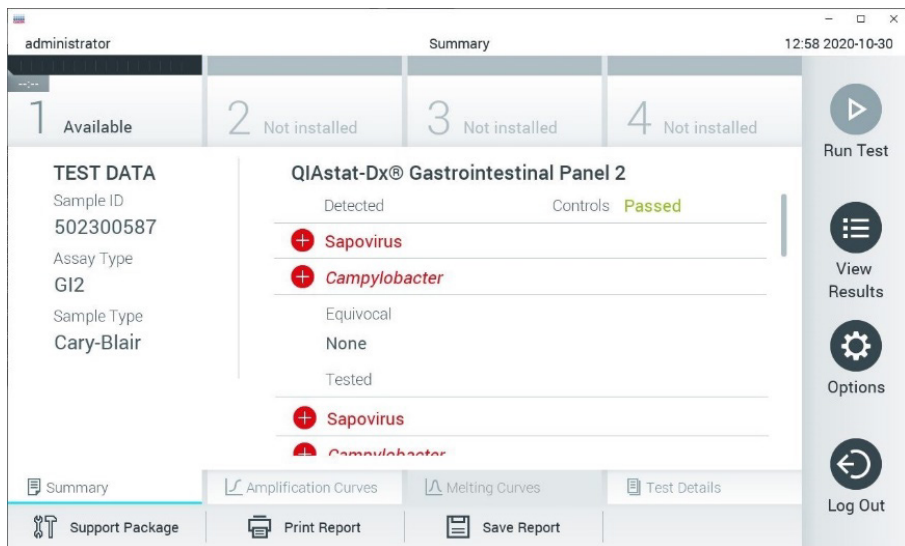 administrator Summary 12:58 2020-10-30
--:--
1 Available 2 Not installed 3 Not installed 4 Not installed
Run Test
TEST DATA
Sample ID
502300587
Assay Type
GI2
Sample Type
Cary-Blair
QIAstat-Dx® Gastrointestinal Panel 2
Detected Controls Passed
Sapovirus
Campylobacter
Equivocal
None
Tested
Sapovirus
Campylobacter
View
Results
Options
Log Out
Summary Amplification Curves Melting Curves Test Details
Support Package Print Report Save Report